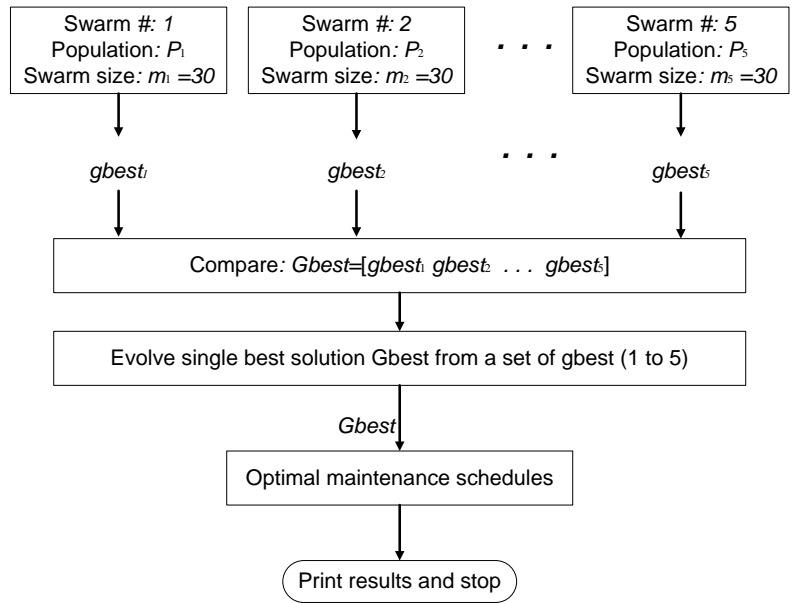 Swarm #: 1
Population: P₁
Swarm size: m₁ =30
Swarm #: 2
Population: P₂
Swarm size: m₂ =30
. . .
Swarm #: 5
Population: P₅
Swarm size: m₅ =30
gbest₁
gbest₂
. . .
gbest₅
Compare: Gbest=[gbest₁ gbest₂ . . . gbest₅]
Evolve single best solution Gbest from a set of gbest (1 to 5)
Gbest
Optimal maintenance schedules
Print results and stop